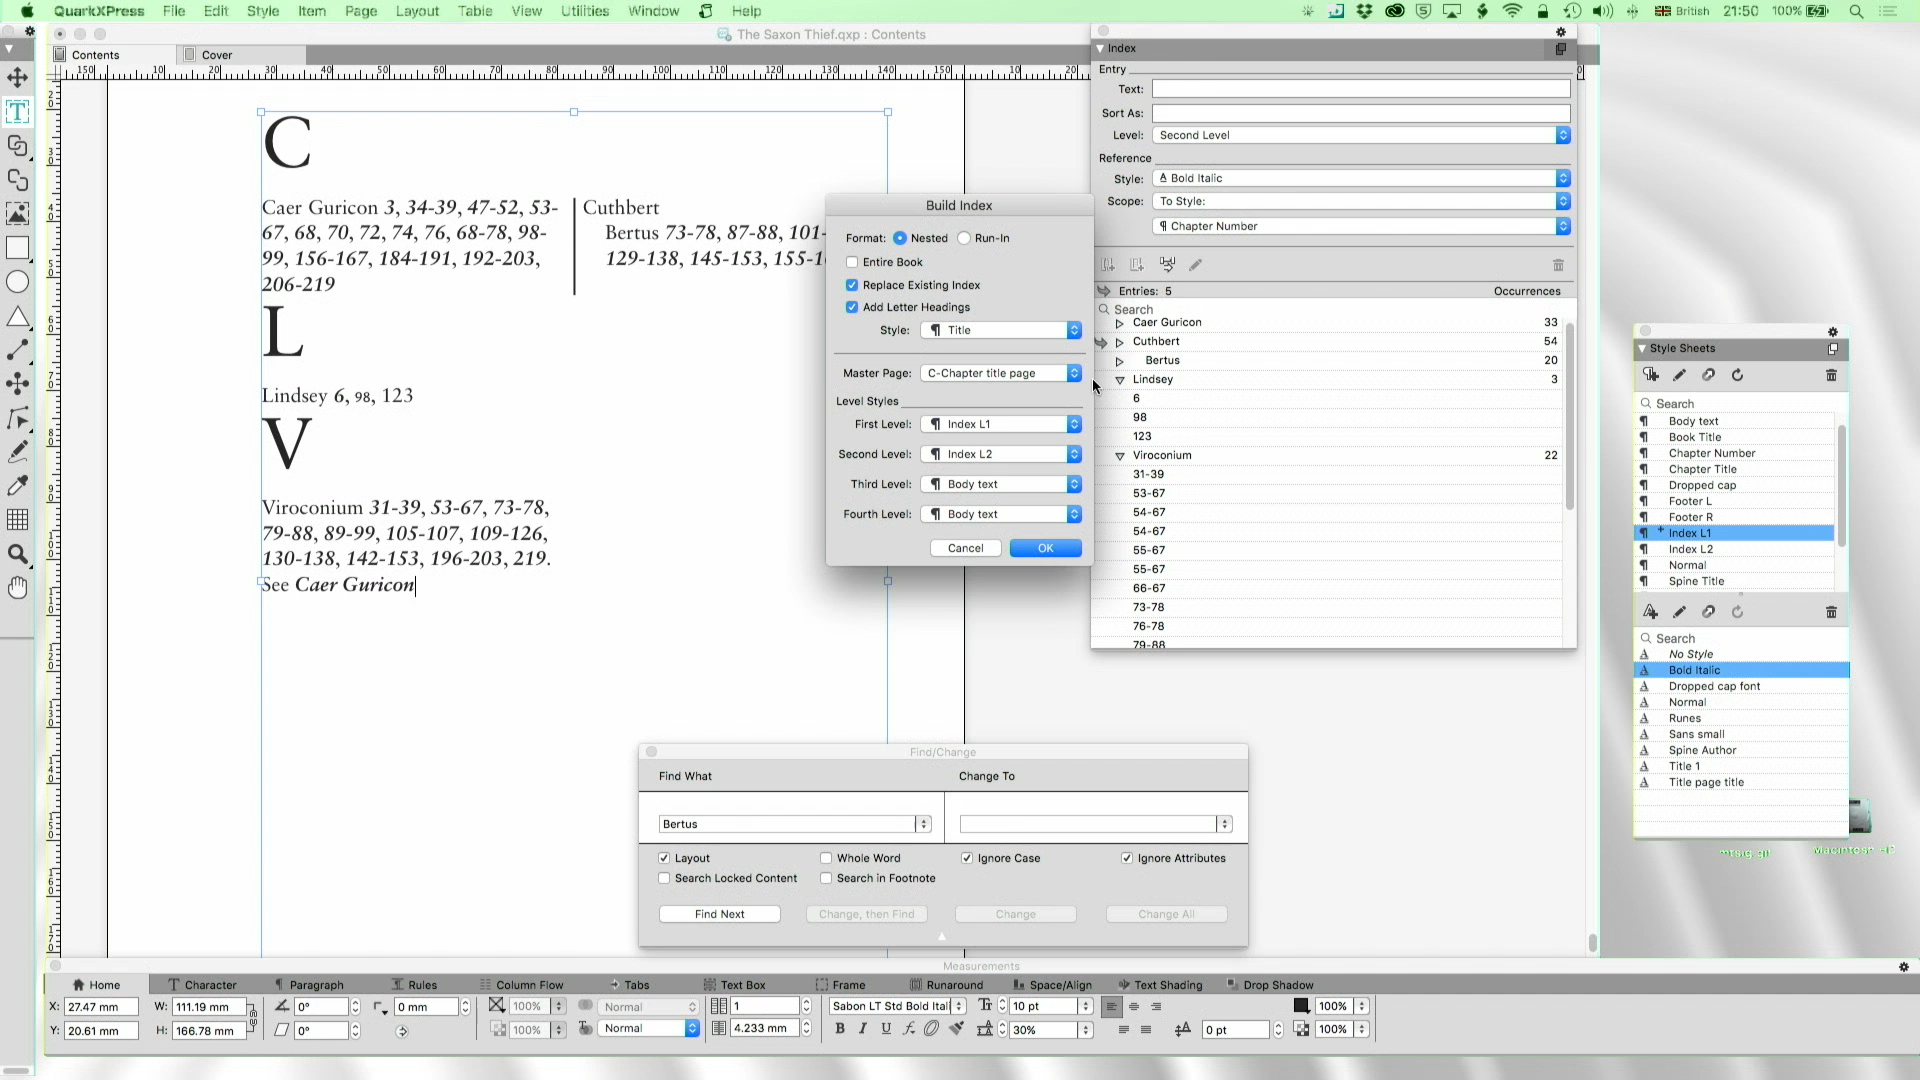 QuarkXPress File Edit Style Item Page Layout Table View Utilities Window Help British 21:50 100%
The Saxon Thief.qxp : Contents
Contents Cover
C
Caer Guricon 3, 34-39, 47-52, 53-
67, 68, 70, 72, 74, 76, 68-78, 98-
99, 156-167, 184-191, 192-203,
206-219
Cuthbert
Bertus 73-78, 87-88, 101-
129-138, 145-153, 155-1
L
Lindsey 6, 98, 123
V
Viroconium 31-39, 53-67, 73-78,
79-88, 89-99, 105-107, 109-126,
130-138, 142-153, 196-203, 219.
See Caer Guricon
Build Index
Format: Nested Run-In
Entire Book
Replace Existing Index
Add Letter Headings
Style: ¶ Title
Master Page: C-Chapter title page
Level Styles
First Level: ¶ Index L1
Second Level: ¶ Index L2
Third Level: ¶ Body text
Fourth Level: ¶ Body text
Cancel OK
Index
Entry
Text:
Sort As:
Level: Second Level
Reference
Style: A Bold Italic
Scope: To Style:
¶ Chapter Number
Entries: 5 Occurrences
Search
Caer Guricon 33
Cuthbert 54
Bertus 20
Lindsey 3
6
98
123
Viroconium 22
31-39
53-67
54-67
54-67
55-67
55-67
66-67
73-78
76-78
79-88
Style Sheets
Search
¶ Body text
¶ Book Title
¶ Chapter Number
¶ Chapter Title
¶ Dropped cap
¶ Footer L
¶ Footer R
¶ + Index L1
¶ Index L2
¶ Normal
¶ Spine Title
Search
A No Style
A Bold Italic
A Dropped cap font
A Normal
A Runes
A Sans small
A Spine Author
A Title 1
A Title page title
Find/Change
Find What Change To
Bertus
Layout Whole Word Ignore Case Ignore Attributes
Search Locked Content Search in Footnote
Find Next Change, then Find Change Change All
Measurements
Home Character Paragraph Rules Column Flow Tabs Text Box Frame Runaround Space/Align Text Shading Drop Shadow
X: 27.47 mm W: 111.19 mm 0° 0 mm 100% Normal 1 Sabon LT Std Bold Itali 10 pt 100%
Y: 20.61 mm H: 166.78 mm 0° 100% Normal 4.233 mm B I U 30% 0 pt 100%